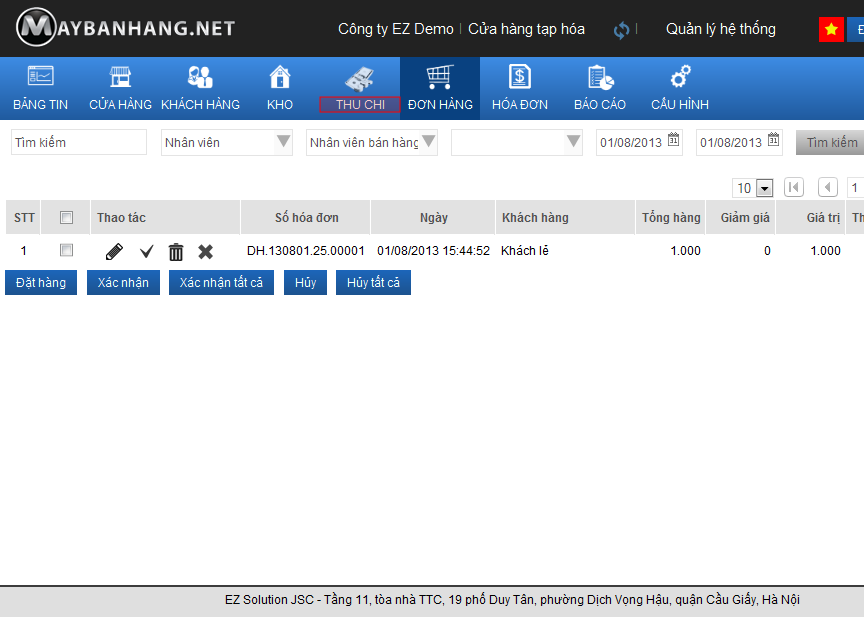 MAYBANHANG.NET
Công ty EZ Demo | Cửa hàng tạp hóa | Quản lý hệ thống
BẢNG TIN CỬA HÀNG KHÁCH HÀNG KHO THU CHI ĐƠN HÀNG HÓA ĐƠN BÁO CÁO CẤU HÌNH
Tìm kiếm Nhân viên Nhân viên bán hàng 01/08/2013 01/08/2013 Tìm kiếm
10 1
STT Thao tác Số hóa đơn Ngày Khách hàng Tổng hàng Giảm giá Giá trị
1 DH.130801.25.00001 01/08/2013 15:44:52 Khách lẻ 1.000 0 1.000
Đặt hàng Xác nhận Xác nhận tất cả Hủy Hủy tất cả
EZ Solution JSC - Tầng 11, tòa nhà TTC, 19 phố Duy Tân, phường Dịch Vọng Hậu, quận Cầu Giấy, Hà Nội